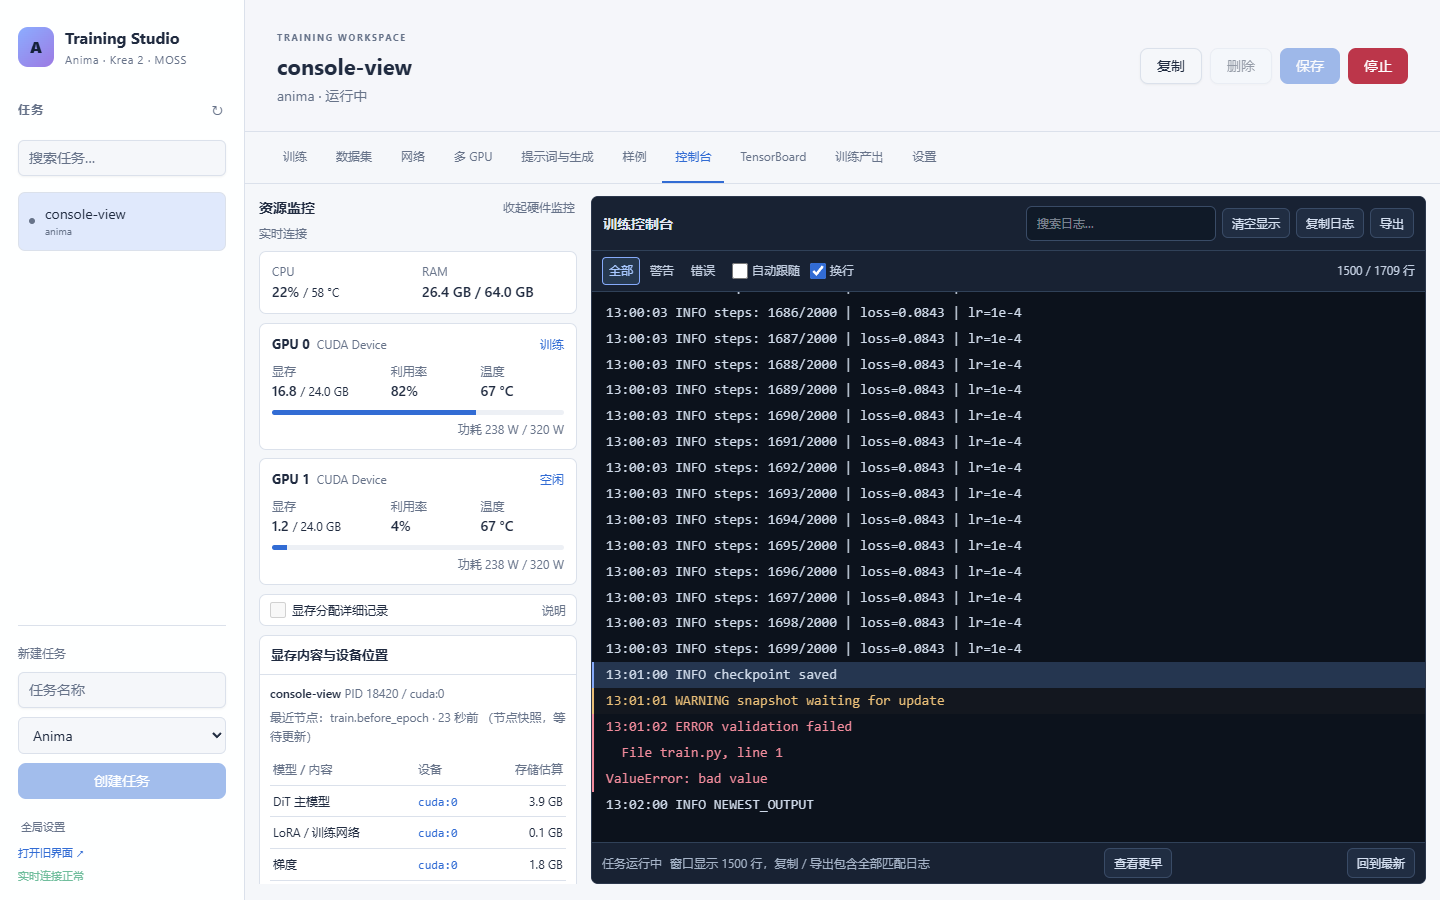 A
Training Studio
Anima · Krea 2 · MOSS
任务
↻
搜索任务...
console-view
anima
新建任务
任务名称
Anima
创建任务
全局设置
打开旧界面 ↗
实时连接正常
TRAINING WORKSPACE
console-view
anima · 运行中
复制
删除
保存
停止
训练
数据集
网络
多 GPU
提示词与生成
样例
控制台
TensorBoard
训练产出
设置
资源监控
收起硬件监控
实时连接
CPU
RAM
22% / 58 °C
26.4 GB / 64.0 GB
GPU 0 CUDA Device
训练
显存
利用率
温度
16.8 / 24.0 GB
82%
67 °C
功耗 238 W / 320 W
GPU 1 CUDA Device
空闲
显存
利用率
温度
1.2 / 24.0 GB
4%
67 °C
功耗 238 W / 320 W
显存分配详细记录
说明
显存内容与设备位置
console-view PID 18420 / cuda:0
最近节点：train.before_epoch · 23 秒前 （节点快照，等
待更新）
模型 / 内容
设备
存储估算
DiT 主模型
cuda:0
3.9 GB
LoRA / 训练网络
cuda:0
0.1 GB
梯度
cuda:0
1.8 GB
训练控制台
搜索日志...
清空显示
复制日志
导出
全部
警告
错误
自动跟随
换行
1500 / 1709 行
13:00:03 INFO steps: 1686/2000 | loss=0.0843 | lr=1e-4
13:00:03 INFO steps: 1687/2000 | loss=0.0843 | lr=1e-4
13:00:03 INFO steps: 1688/2000 | loss=0.0843 | lr=1e-4
13:00:03 INFO steps: 1689/2000 | loss=0.0843 | lr=1e-4
13:00:03 INFO steps: 1690/2000 | loss=0.0843 | lr=1e-4
13:00:03 INFO steps: 1691/2000 | loss=0.0843 | lr=1e-4
13:00:03 INFO steps: 1692/2000 | loss=0.0843 | lr=1e-4
13:00:03 INFO steps: 1693/2000 | loss=0.0843 | lr=1e-4
13:00:03 INFO steps: 1694/2000 | loss=0.0843 | lr=1e-4
13:00:03 INFO steps: 1695/2000 | loss=0.0843 | lr=1e-4
13:00:03 INFO steps: 1696/2000 | loss=0.0843 | lr=1e-4
13:00:03 INFO steps: 1697/2000 | loss=0.0843 | lr=1e-4
13:00:03 INFO steps: 1698/2000 | loss=0.0843 | lr=1e-4
13:00:03 INFO steps: 1699/2000 | loss=0.0843 | lr=1e-4
13:01:00 INFO checkpoint saved
13:01:01 WARNING snapshot waiting for update
13:01:02 ERROR validation failed
File train.py, line 1
ValueError: bad value
13:02:00 INFO NEWEST_OUTPUT
任务运行中 窗口显示 1500 行，复制 / 导出包含全部匹配日志
查看更早
回到最新